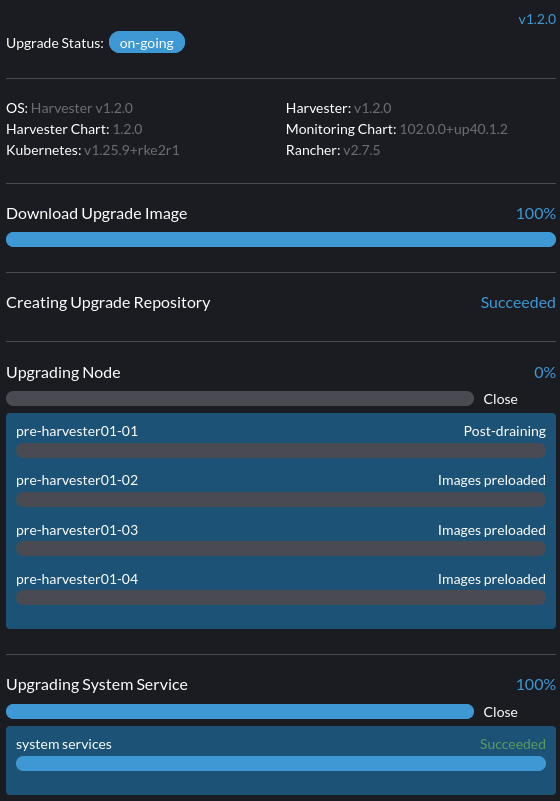 v1.2.0
Upgrade Status: on-going
OS: Harvester v1.2.0 Harvester: v1.2.0
Harvester Chart: 1.2.0 Monitoring Chart: 102.0.0+up40.1.2
Kubernetes: v1.25.9+rke2r1 Rancher: v2.7.5
Download Upgrade Image 100%
Creating Upgrade Repository Succeeded
Upgrading Node 0%
Close
pre-harvester01-01 Post-draining
pre-harvester01-02 Images preloaded
pre-harvester01-03 Images preloaded
pre-harvester01-04 Images preloaded
Upgrading System Service 100%
Close
system services Succeeded